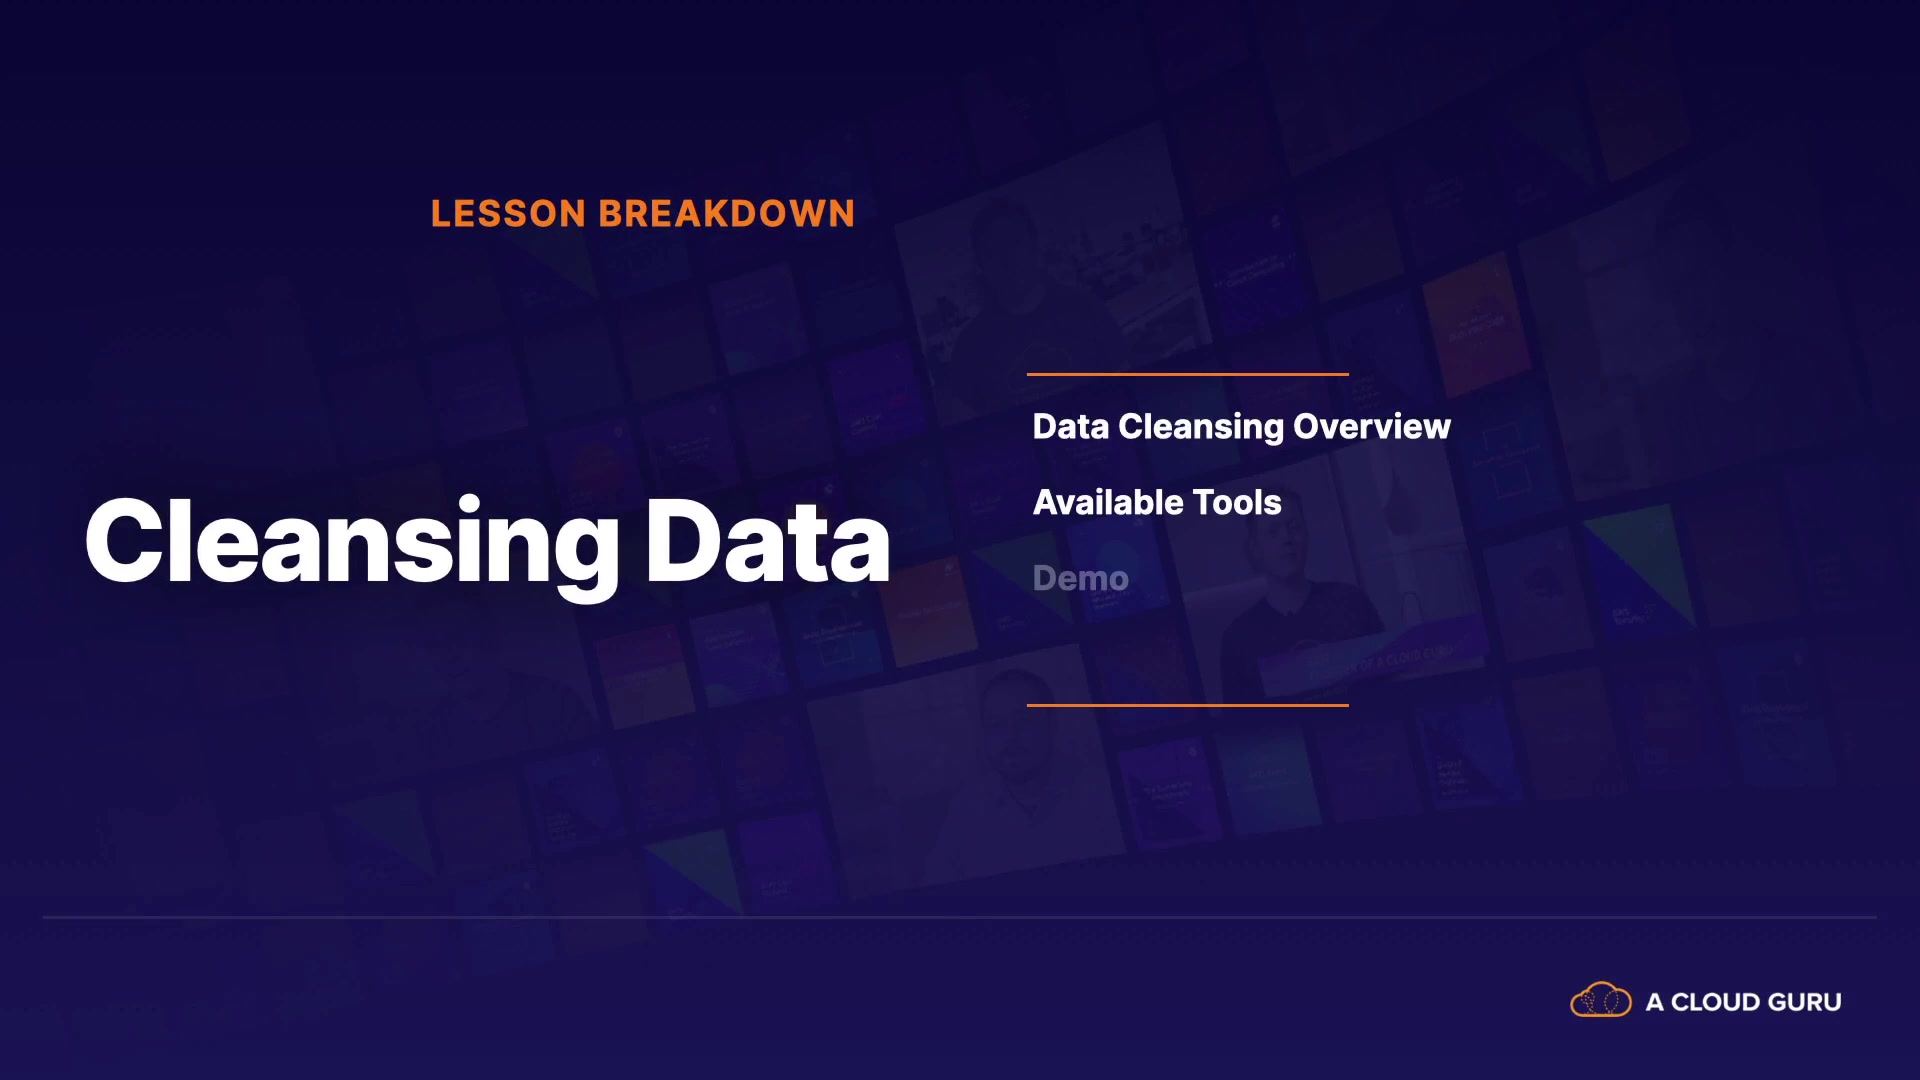 LESSON BREAKDOWN
Cleansing Data
Data Cleansing Overview
Available Tools
Demo
A CLOUD GURU